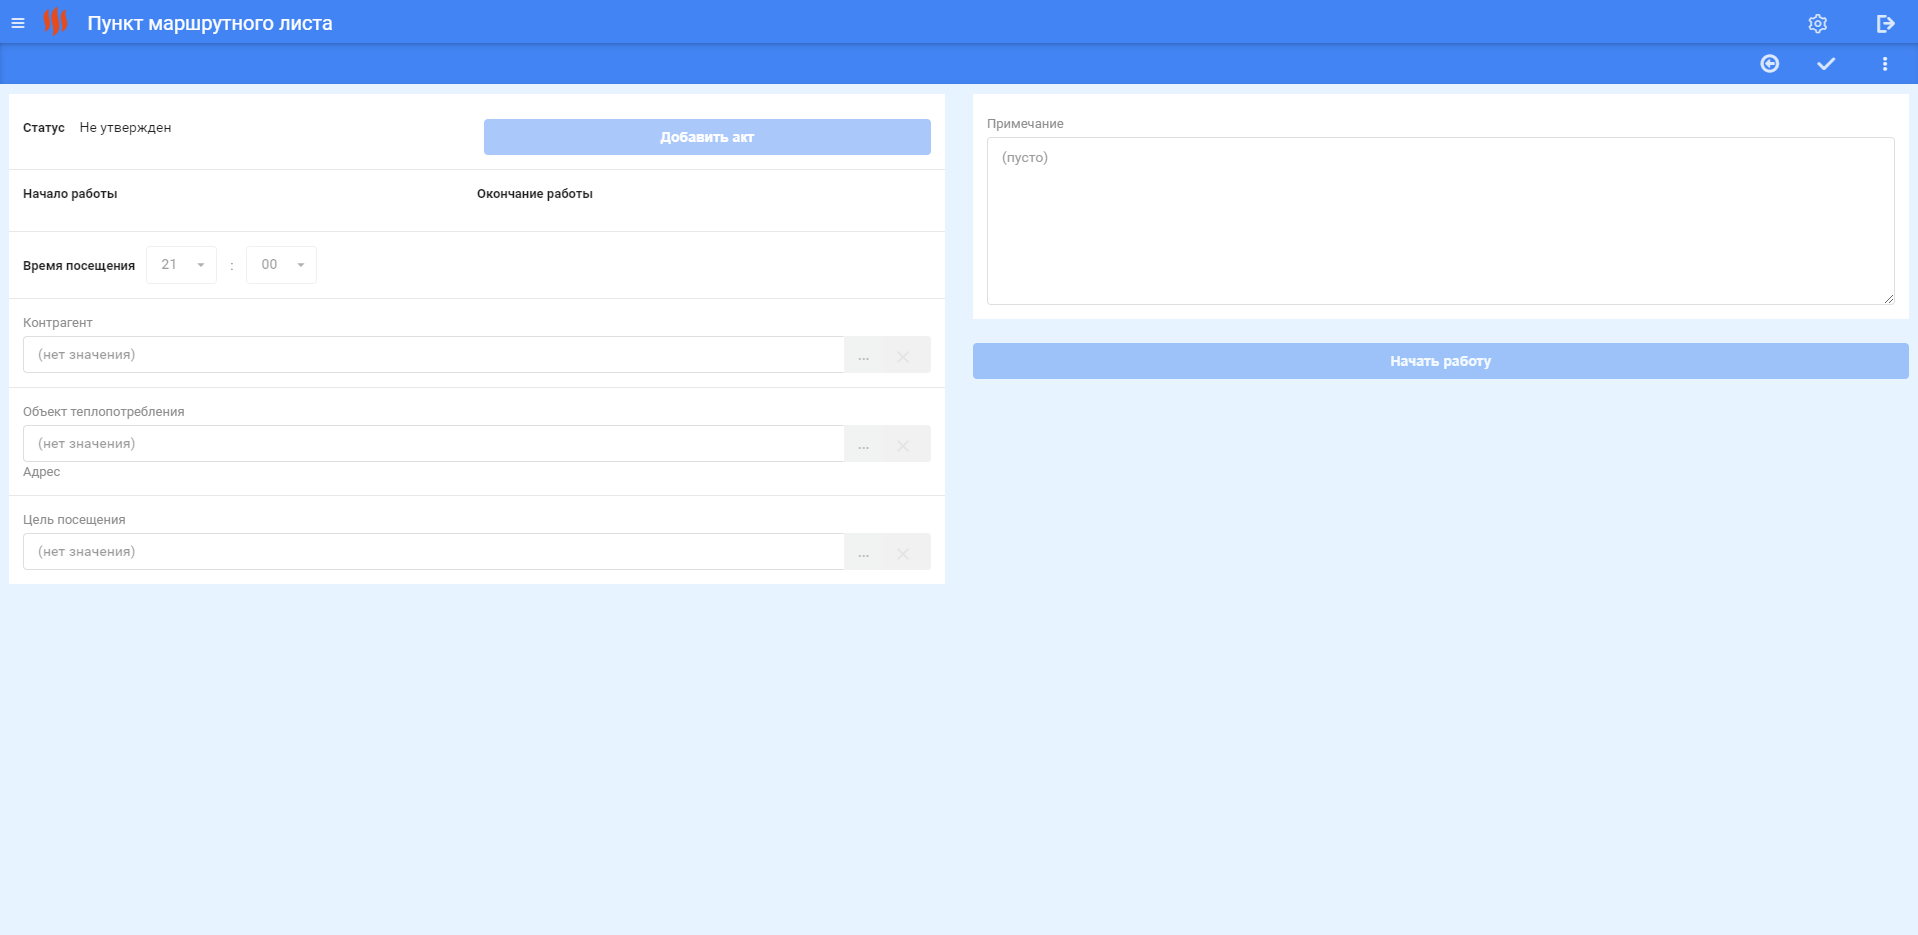 Пункт маршрутного листа
Статус Не утвержден
Добавить акт
Начало работы
Окончание работы
Время посещения 21 : 00
Контрагент
(нет значения) ...
Объект теплопотребления
(нет значения) ...
Адрес
Цель посещения
(нет значения) ...
Примечание
(пусто)
Начать работу